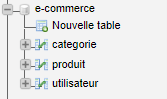 e-commerce
Nouvelle table
categorie
produit
utilisateur